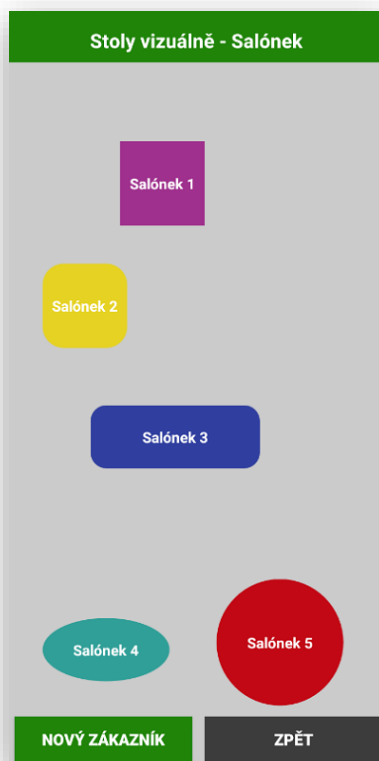 Stoly vizuálně - Salónek
Salónek 1
Salónek 2
Salónek 3
Salónek 4
Salónek 5
NOVÝ ZÁKAZNÍK
ZPĚT